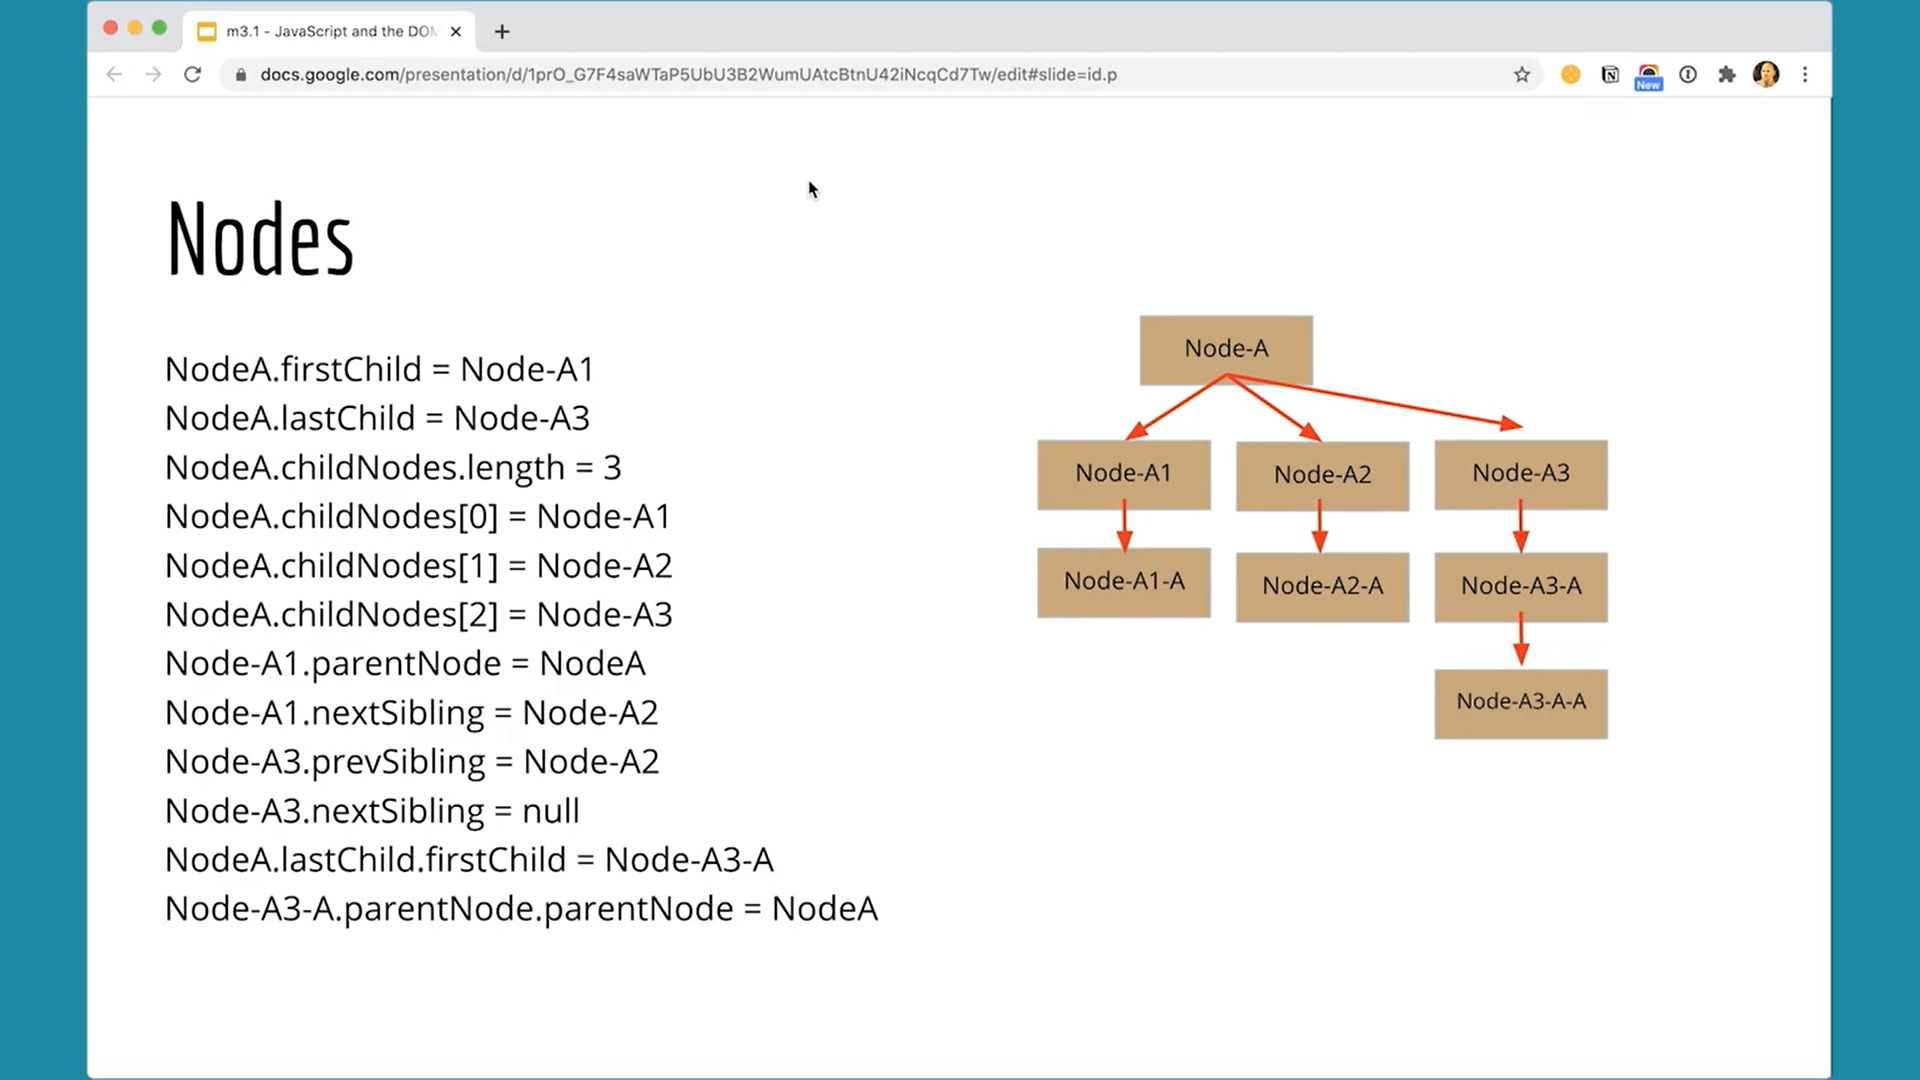 m3.1 - JavaScript and the DOM
docs.google.com/presentation/d/1prO_G7F4saWTaP5UbU3B2WumUAtcBtnU42iNcqCd7Tw/edit#slide=id.p
New
Nodes
NodeA.firstChild = Node-A1
NodeA.lastChild = Node-A3
NodeA.childNodes.length = 3
NodeA.childNodes[0] = Node-A1
NodeA.childNodes[1] = Node-A2
NodeA.childNodes[2] = Node-A3
Node-A1.parentNode = NodeA
Node-A1.nextSibling = Node-A2
Node-A3.prevSibling = Node-A2
Node-A3.nextSibling = null
NodeA.lastChild.firstChild = Node-A3-A
Node-A3-A.parentNode.parentNode = NodeA
Node-A
Node-A1
Node-A2
Node-A3
Node-A1-A
Node-A2-A
Node-A3-A
Node-A3-A-A